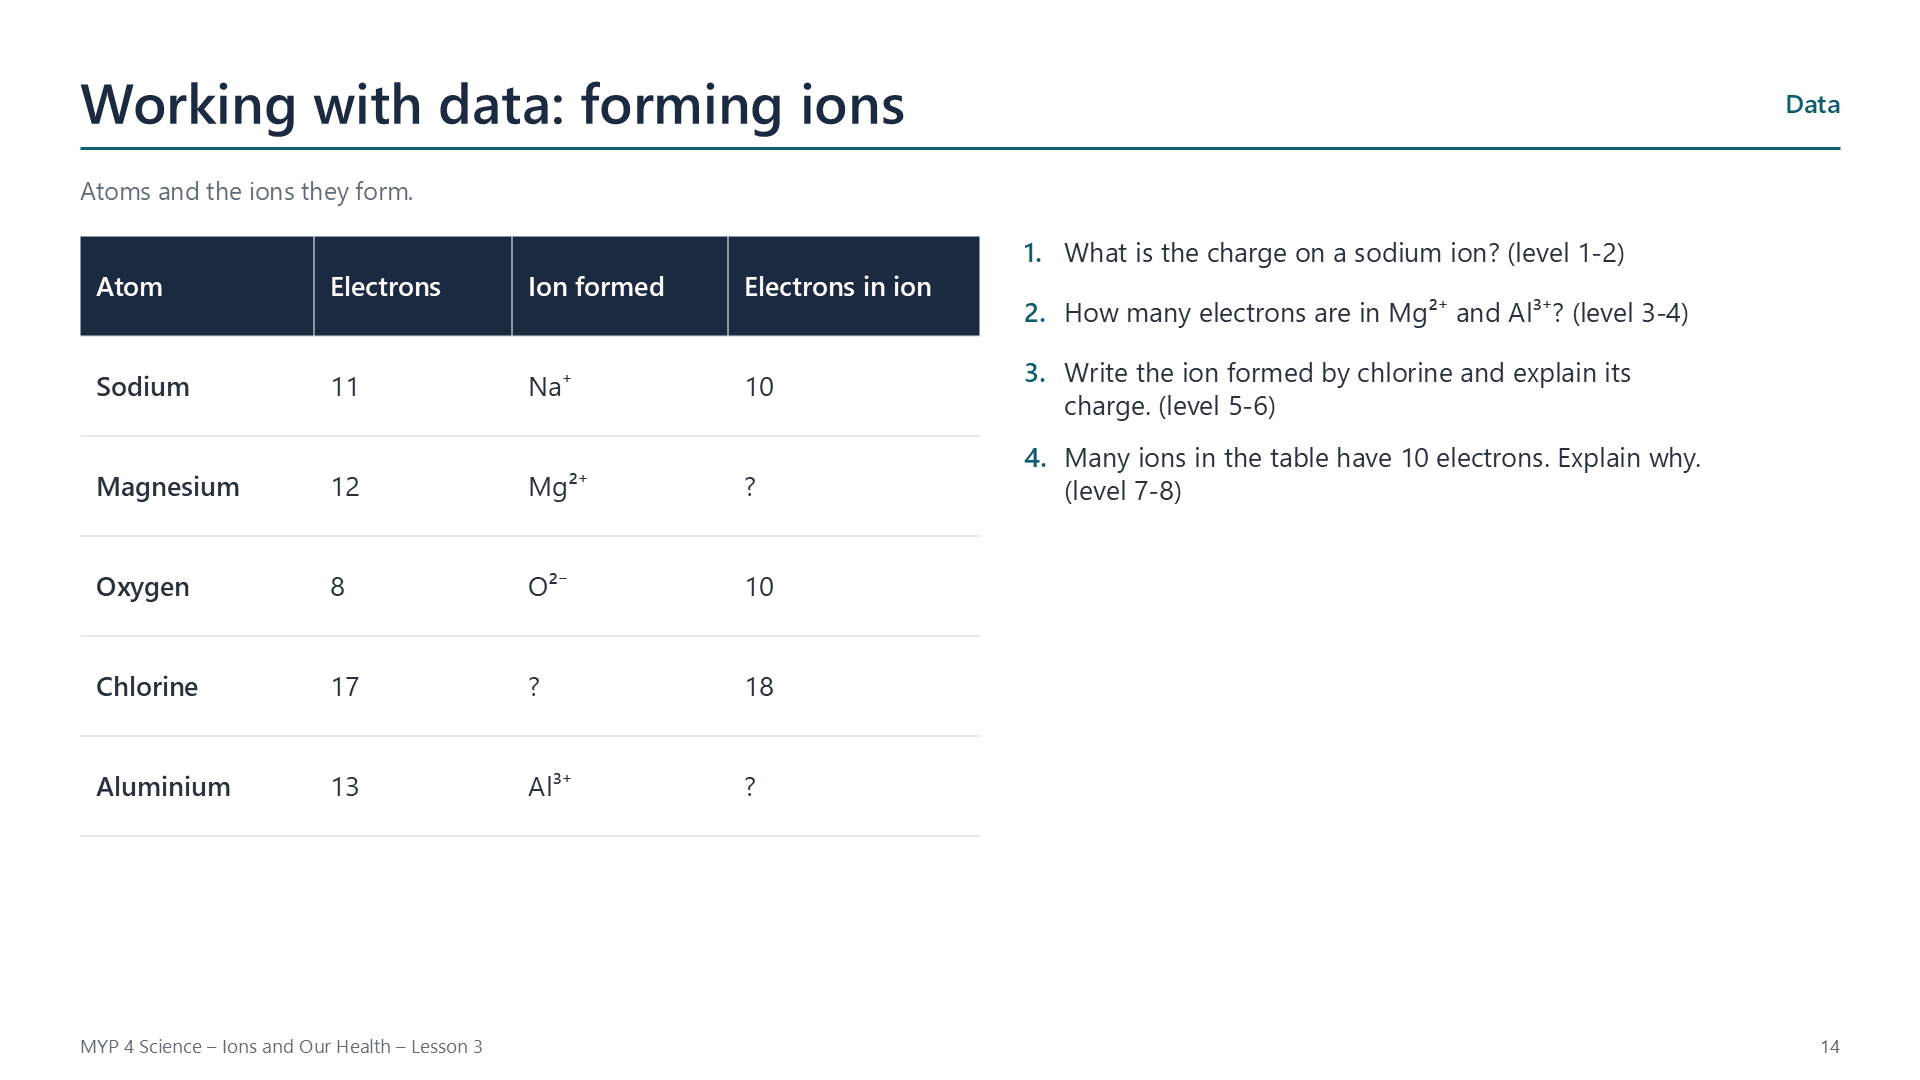 Working with data: forming ions
Data
Atoms and the ions they form.
Atom Electrons Ion formed Electrons in ion
Sodium 11 Na⁺ 10
Magnesium 12 Mg²⁺ ?
Oxygen 8 O²⁻ 10
Chlorine 17 ? 18
Aluminium 13 Al³⁺ ?
1. What is the charge on a sodium ion? (level 1-2)
2. How many electrons are in Mg²⁺ and Al³⁺? (level 3-4)
3. Write the ion formed by chlorine and explain its
charge. (level 5-6)
4. Many ions in the table have 10 electrons. Explain why.
(level 7-8)
MYP 4 Science – Ions and Our Health – Lesson 3
14